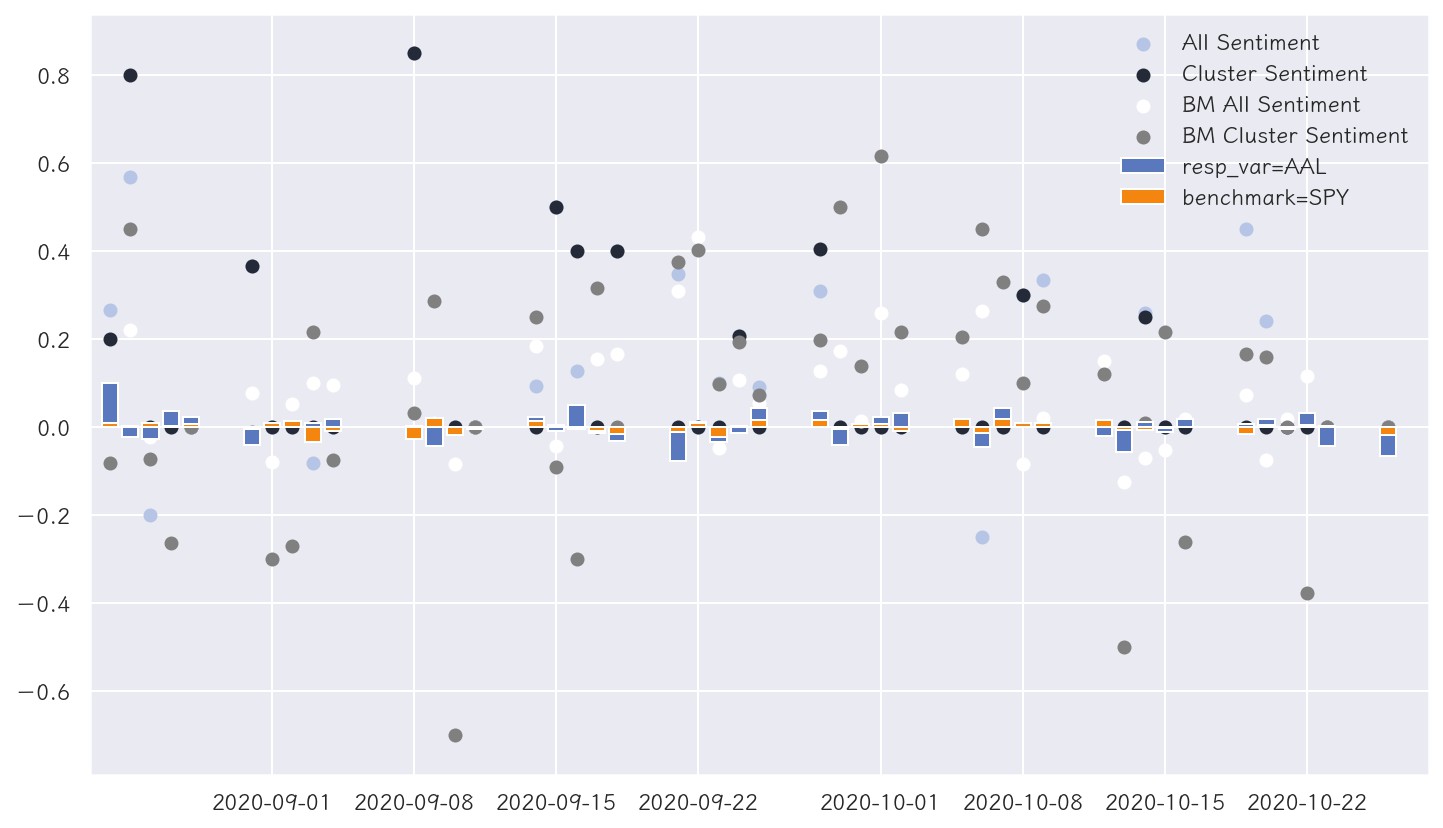 All Sentiment
Cluster Sentiment
BM All Sentiment
BM Cluster Sentiment
resp_var=AAL
benchmark=SPY
0.8
0.6
0.4
0.2
0.0
−0.2
−0.4
−0.6
2020-09-01 2020-09-08 2020-09-15 2020-09-22 2020-10-01 2020-10-08 2020-10-15 2020-10-22